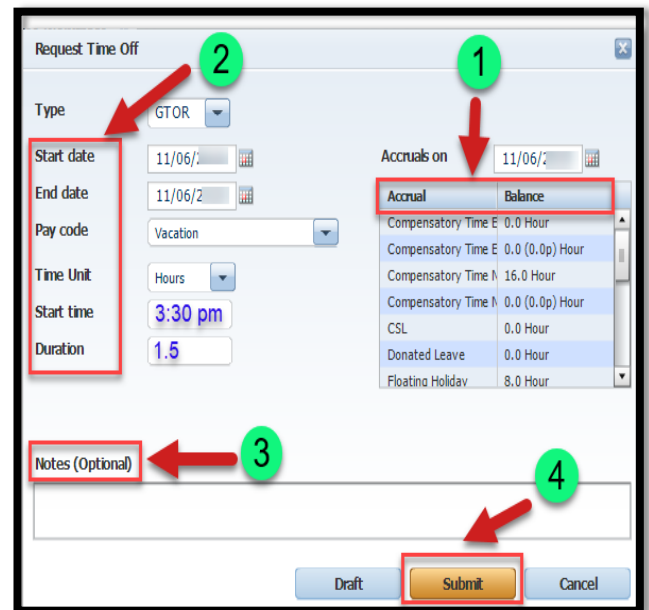 Request Time Off
2
1
Type GTOR
Start date 11/06/
End date 11/06/2
Pay code Vacation
Time Unit Hours
Start time 3:30 pm
Duration 1.5
Accruals on 11/06/2
Accrual Balance
Compensatory Time E 0.0 Hour
Compensatory Time E 0.0 (0.0p) Hour
Compensatory Time N 16.0 Hour
Compensatory Time N 0.0 (0.0p) Hour
CSL 0.0 Hour
Donated Leave 0.0 Hour
Floating Holiday 8.0 Hour
Notes (Optional)
3
4
Draft Submit Cancel